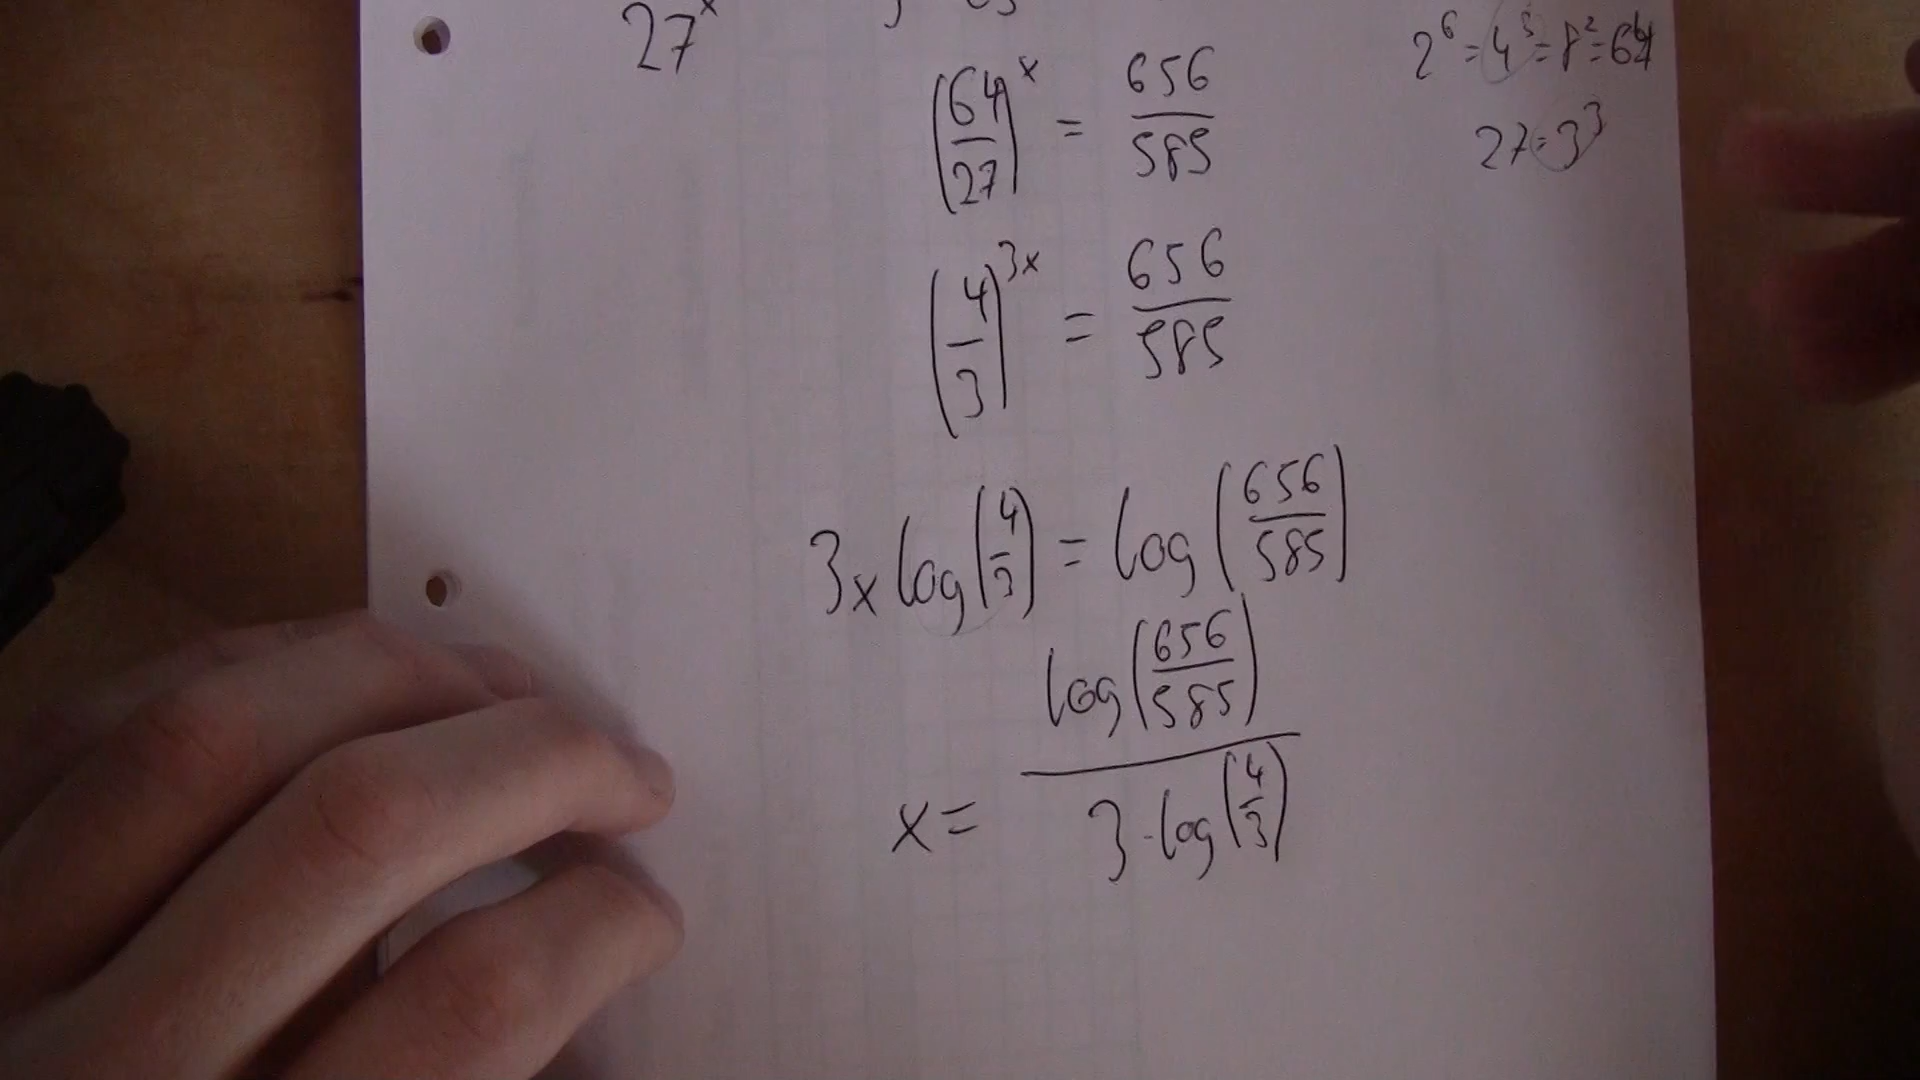 27^x
(64/27)^x = 656/585
2^6 = 4^3 = 8^2 = 64
27 = 3^3
(4/3)^3x = 656/585
3x log(4/3) = log(656/585)
x = log(656/585) / 3·log(4/3)